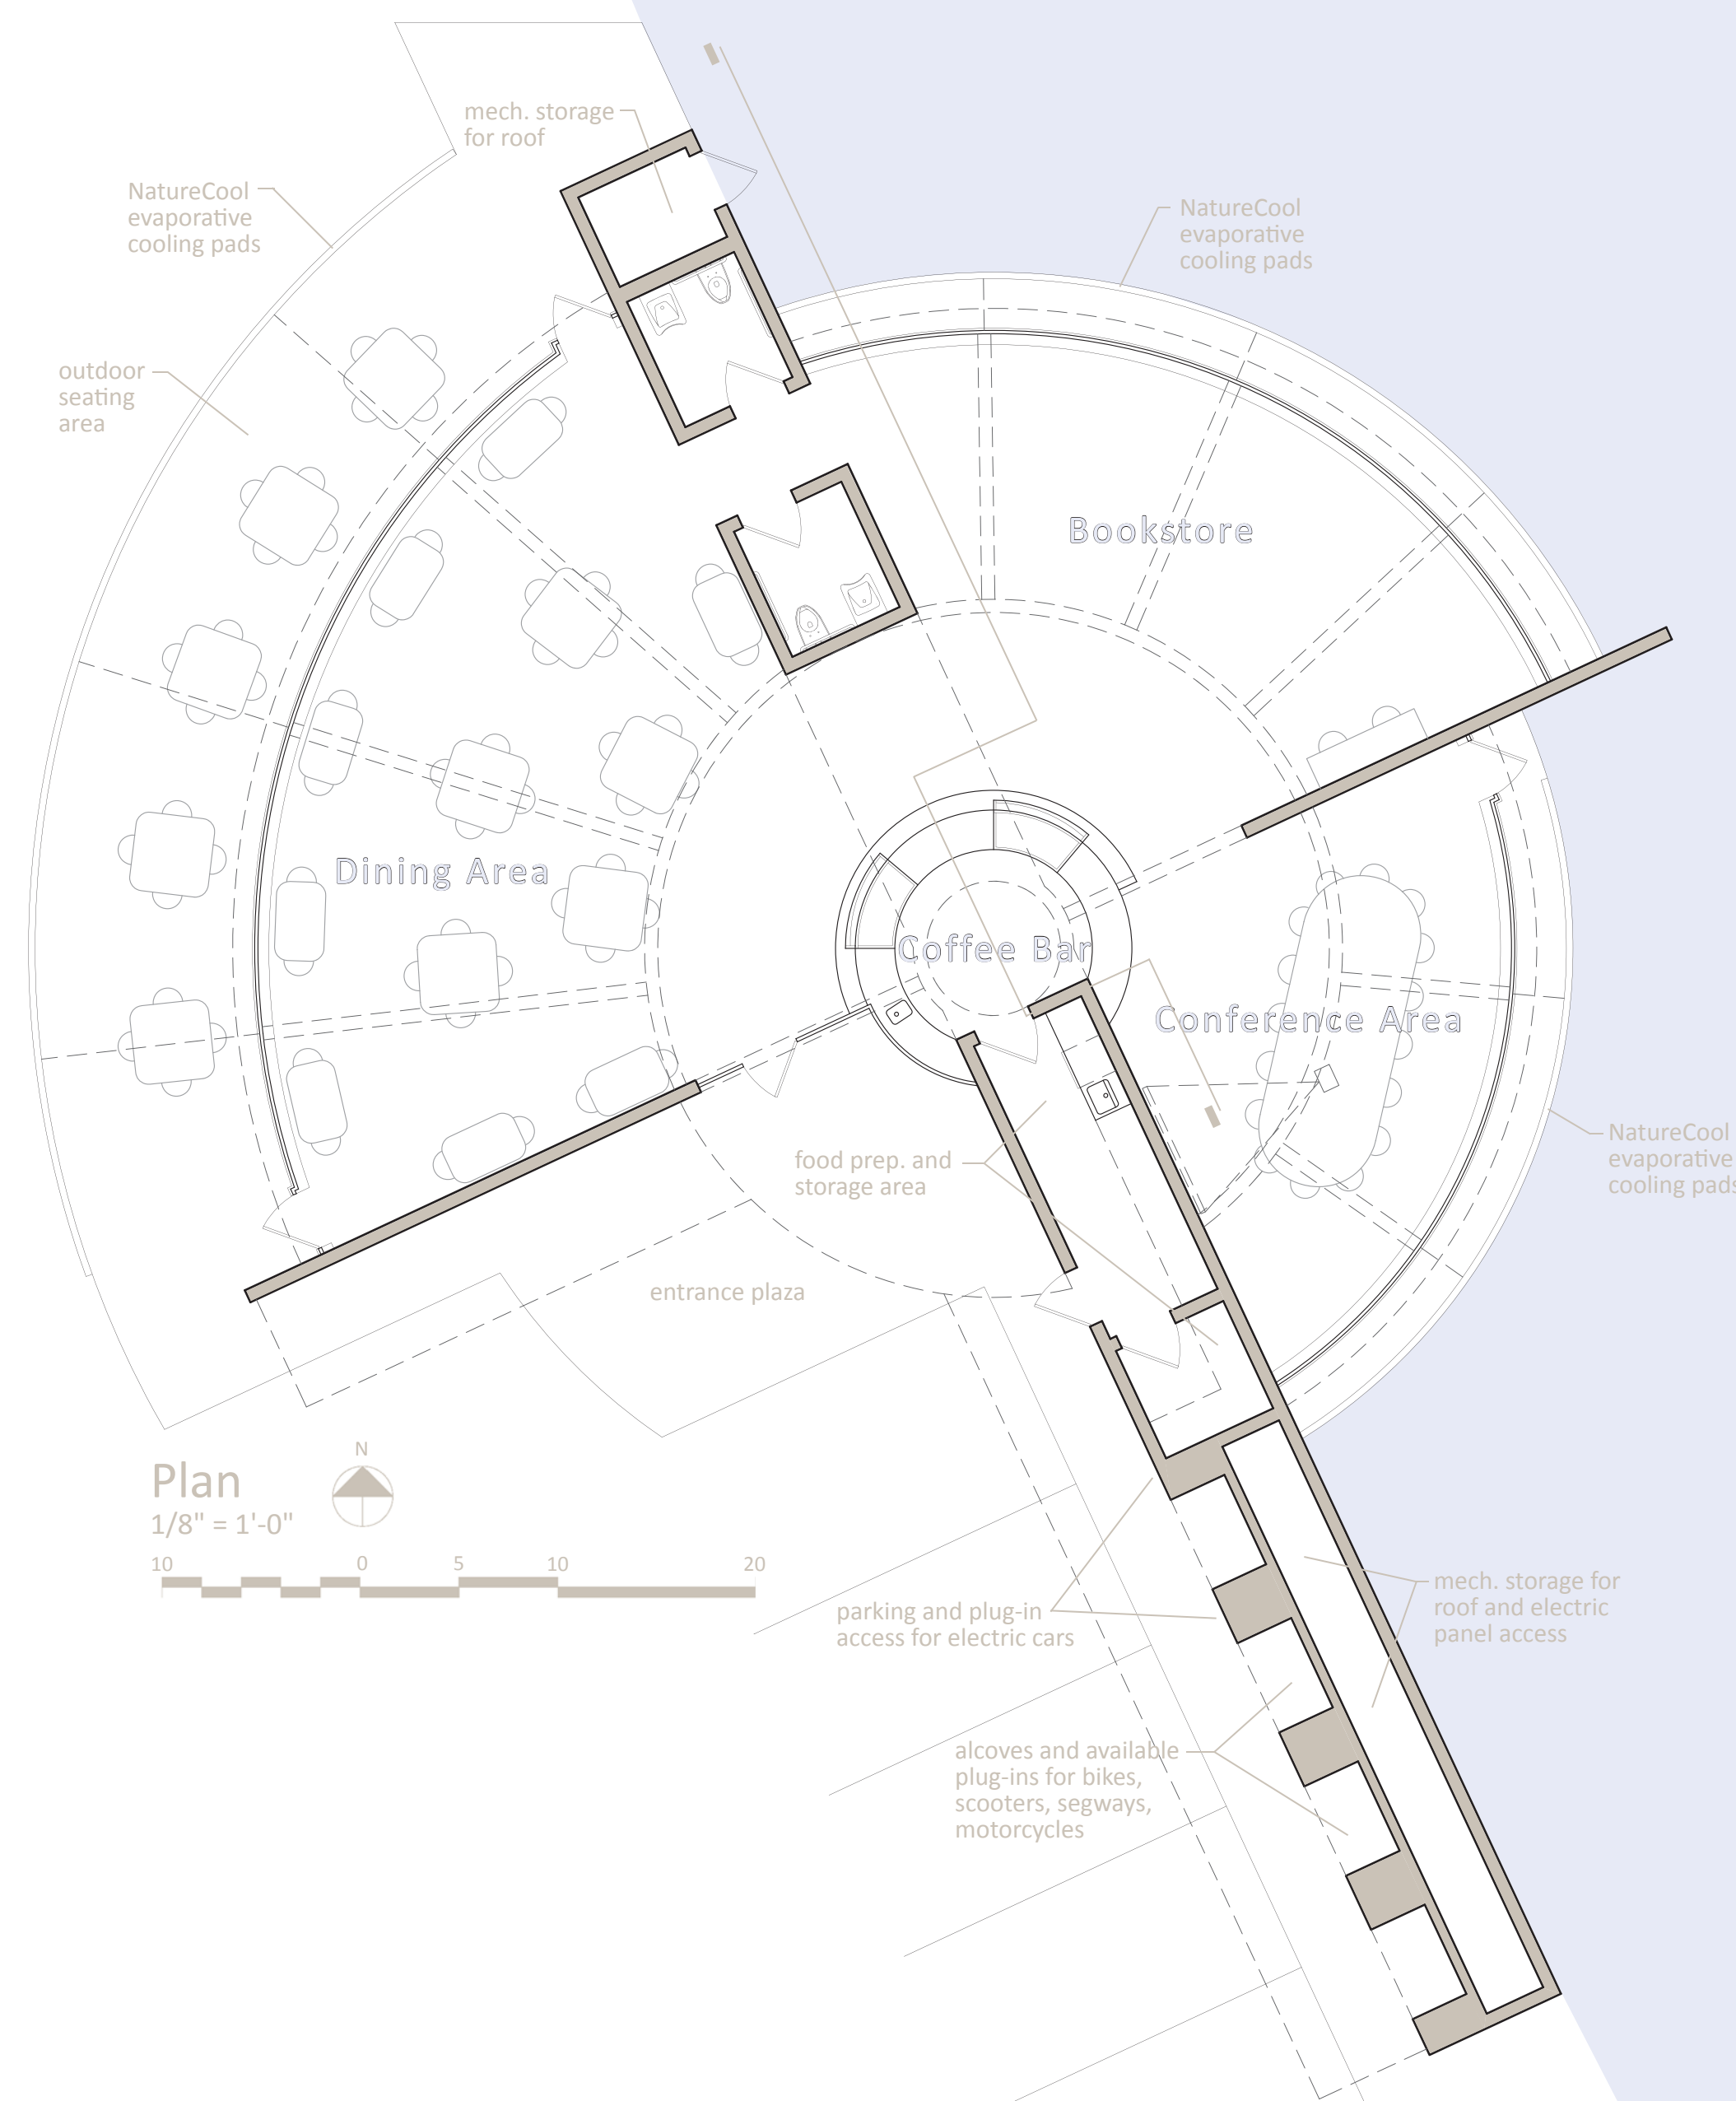 mech. storage
for roof
NatureCool
evaporative
cooling pads
NatureCool
evaporative
cooling pads
outdoor
seating
area
Bookstore
Dining Area
Coffee Bar
Conference Area
NatureCool
evaporative
cooling pads
food prep. and
storage area
entrance plaza
Plan
1/8" = 1'-0"
N
10 0 5 10 20
parking and plug-in
access for electric cars
mech. storage for
roof and electric
panel access
alcoves and available
plug-ins for bikes,
scooters, segways,
motorcycles